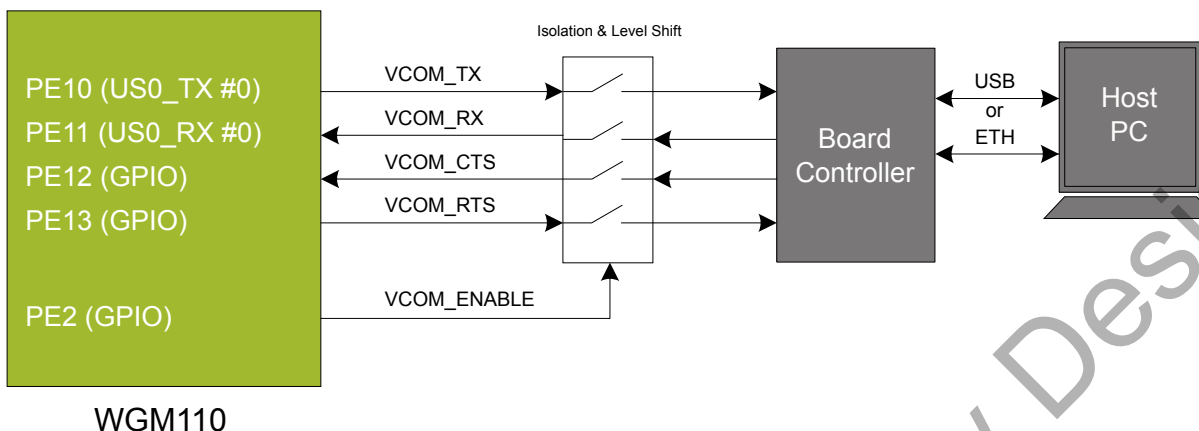 Isolation & Level Shift
PE10 (US0_TX #0)
VCOM_TX
PE11 (US0_RX #0)
VCOM_RX
PE12 (GPIO)
VCOM_CTS
PE13 (GPIO)
VCOM_RTS
PE2 (GPIO)
VCOM_ENABLE
Board
Controller
USB
or
ETH
Host
PC
WGM110